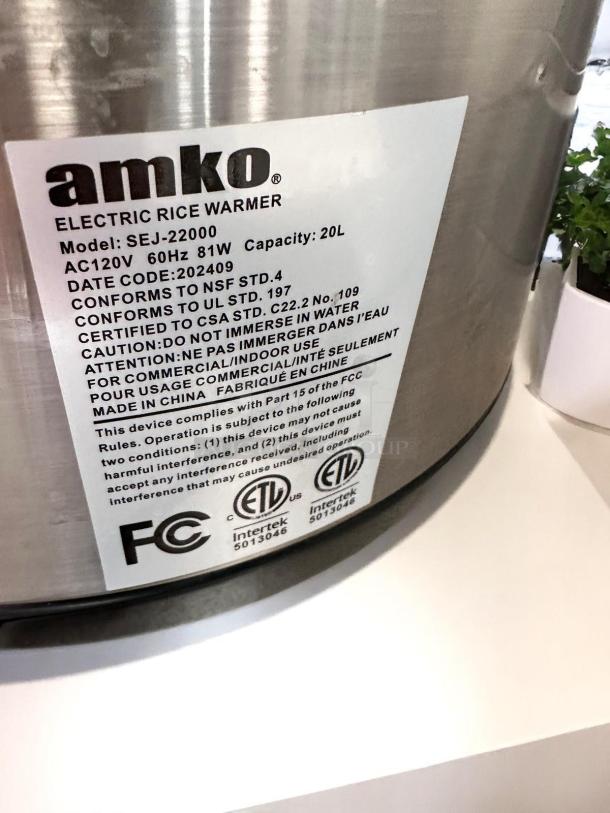 amko®
ELECTRIC RICE WARMER
Model: SEJ-22000
AC120V 60Hz 81W Capacity: 20L
DATE CODE:202409
CONFORMS TO NSF STD.4
CONFORMS TO UL STD. 197
CERTIFIED TO CSA STD. C22.2 No. 109
CAUTION:DO NOT IMMERSE IN WATER
ATTENTION:NE PAS IMMERGER DANS l'EAU
FOR COMMERCIAL/INDOOR USE
POUR USAGE COMMERCIAL/INTÉ SEULEMENT
MADE IN CHINA FABRIQUÉ EN CHINE
This device complies with Part 15 of the FCC
Rules. Operation is subject to the following
two conditions: (1) this device may not cause
harmful interference, and (2) this device must
accept any interference received, including
interference that may cause undesired operation.
FC
C ETL US
Intertek
5013046
ETL
Intertek
5013046